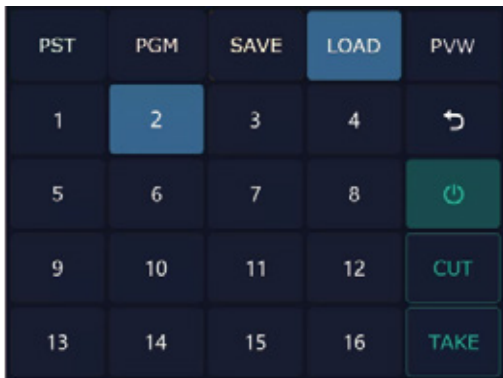 PST PGM SAVE LOAD PVW
1 2 3 4
5 6 7 8
9 10 11 12 CUT
13 14 15 16 TAKE